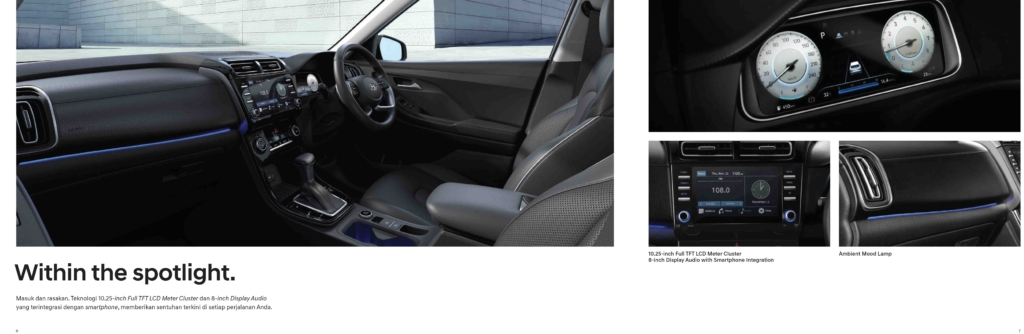 108.0
Within the spotlight.
Masuk dan rasakan. Teknologi 10.25-inch Full TFT LCD Meter Cluster dan 8-inch Display Audio
yang terintegrasi dengan smartphone, memberikan sentuhan terkini di setiap perjalanan Anda.
P
10.25-inch Full TFT LCD Meter Cluster
8-inch Display Audio with Smartphone Integration
Ambient Mood Lamp